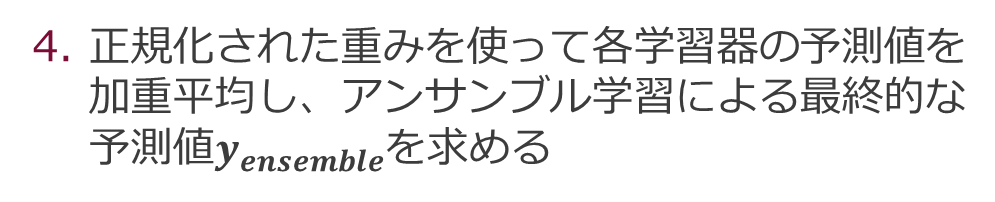 4. 正規化された重みを使って各学習器の予測値を
加重平均し、アンサンブル学習による最終的な
予測値y_ensembleを求める